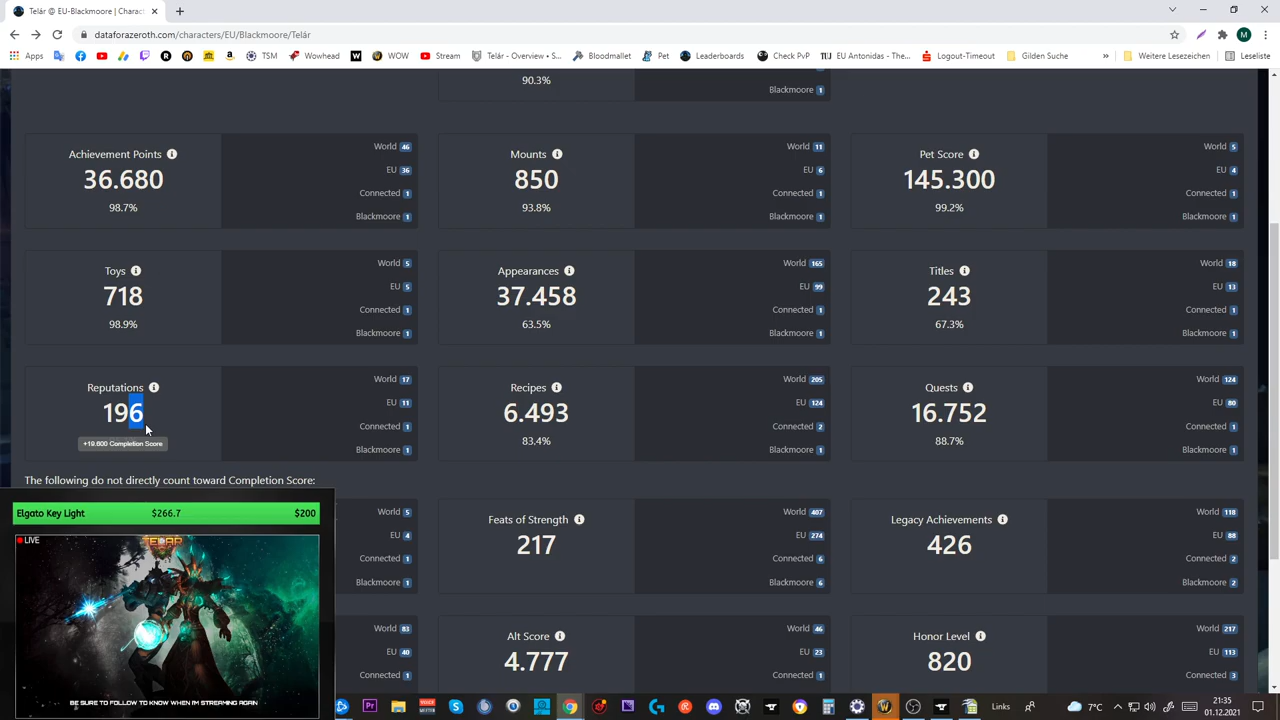 Telár @ EU-Blackmoore | Charac
dataforazeroth.com/characters/EU/Blackmoore/Telár
Apps
TSM
Wowhead
WOW
Stream
Telár - Overview • S...
Bloodmallet
Pet
Leaderboards
Check PvP
EU Antonidas - The...
Logout-Timeout
Gilden Suche
»
Weitere Lesezeichen
Leseliste
90.3%
Blackmoore 1
Achievement Points
36.680
98.7%
World 46
EU 36
Connected 1
Blackmoore 1
Mounts
850
93.8%
World 11
EU 6
Connected 1
Blackmoore 1
Pet Score
145.300
99.2%
World 5
EU 4
Connected 1
Blackmoore 1
Toys
718
98.9%
World 5
EU 5
Connected 1
Blackmoore 1
Appearances
37.458
63.5%
World 165
EU 99
Connected 1
Blackmoore 1
Titles
243
67.3%
World 18
EU 13
Connected 1
Blackmoore 1
Reputations
196
+19.600 Completion Score
World 17
EU 11
Connected 1
Blackmoore 1
Recipes
6.493
83.4%
World 205
EU 124
Connected 2
Blackmoore 1
Quests
16.752
88.7%
World 124
EU 80
Connected 1
Blackmoore 1
The following do not directly count toward Completion Score:
World 5
EU 4
Connected 1
Blackmoore 1
Feats of Strength
217
World 407
EU 274
Connected 6
Blackmoore 6
Legacy Achievements
426
World 118
EU 88
Connected 2
Blackmoore 2
World 83
EU 40
Connected 1
Alt Score
4.777
World 46
EU 23
Connected 1
Honor Level
820
World 217
EU 113
Connected 3
Elgato Key Light $266.7 $200
LIVE
TELAR
BE SURE TO FOLLOW TO KNOW WHEN I'M STREAMING AGAIN
Links
7°C
21:35
01.12.2021